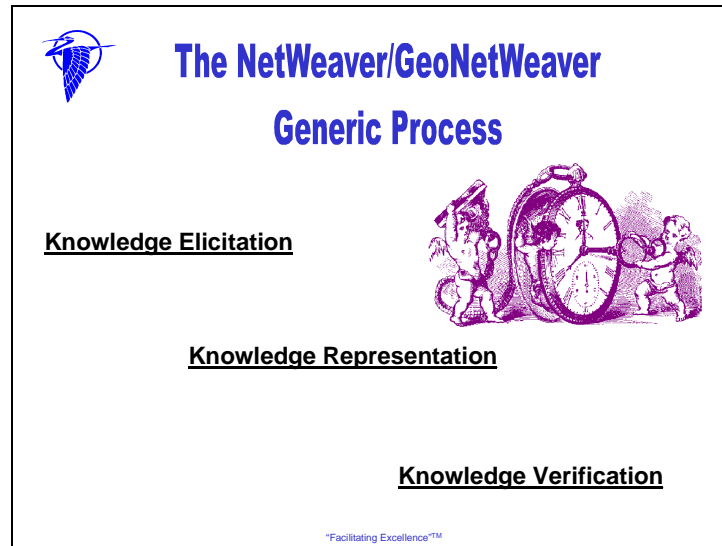 The NetWeaver/GeoNetWeaver
Generic Process
Knowledge Elicitation
Knowledge Representation
Knowledge Verification
"Facilitating Excellence"™